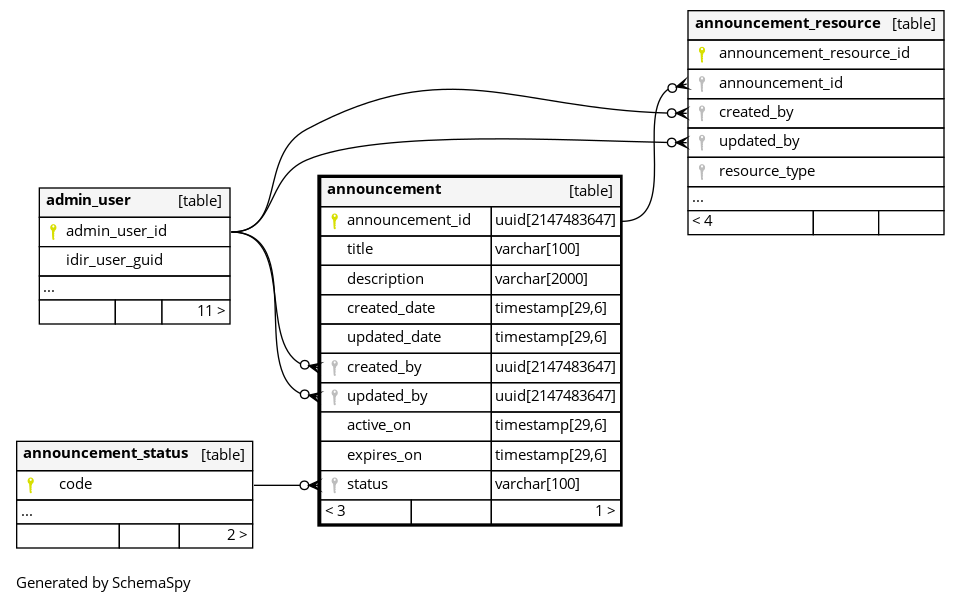 announcement_resource [table]
announcement_resource_id
announcement_id
created_by
updated_by
resource_type
...
< 4
admin_user [table]
admin_user_id
idir_user_guid
...
11 >
announcement [table]
announcement_id uuid[2147483647]
title varchar[100]
description varchar[2000]
created_date timestamp[29,6]
updated_date timestamp[29,6]
created_by uuid[2147483647]
updated_by uuid[2147483647]
active_on timestamp[29,6]
expires_on timestamp[29,6]
status varchar[100]
< 3 1 >
announcement_status [table]
code
...
2 >
Generated by SchemaSpy